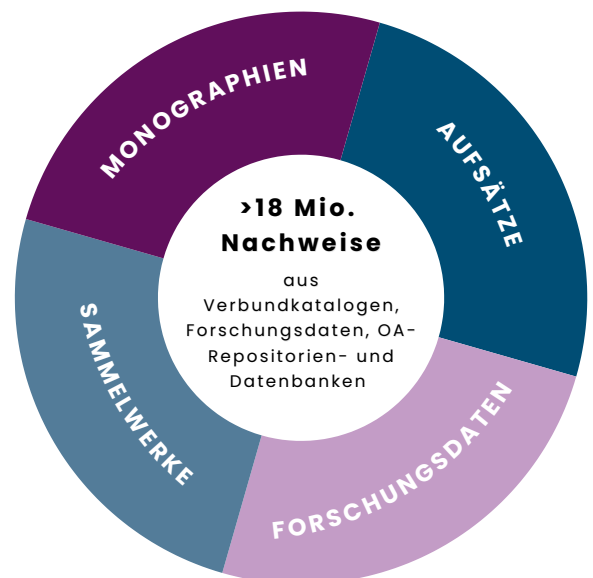 MONOGRAPHIEN
AUFSÄTZE
>18 Mio.
Nachweise
aus
Verbundkatalogen,
Forschungsdaten, OA-
Repositorien- und
Datenbanken
SAMMELWERKE
FORSCHUNGSDATEN